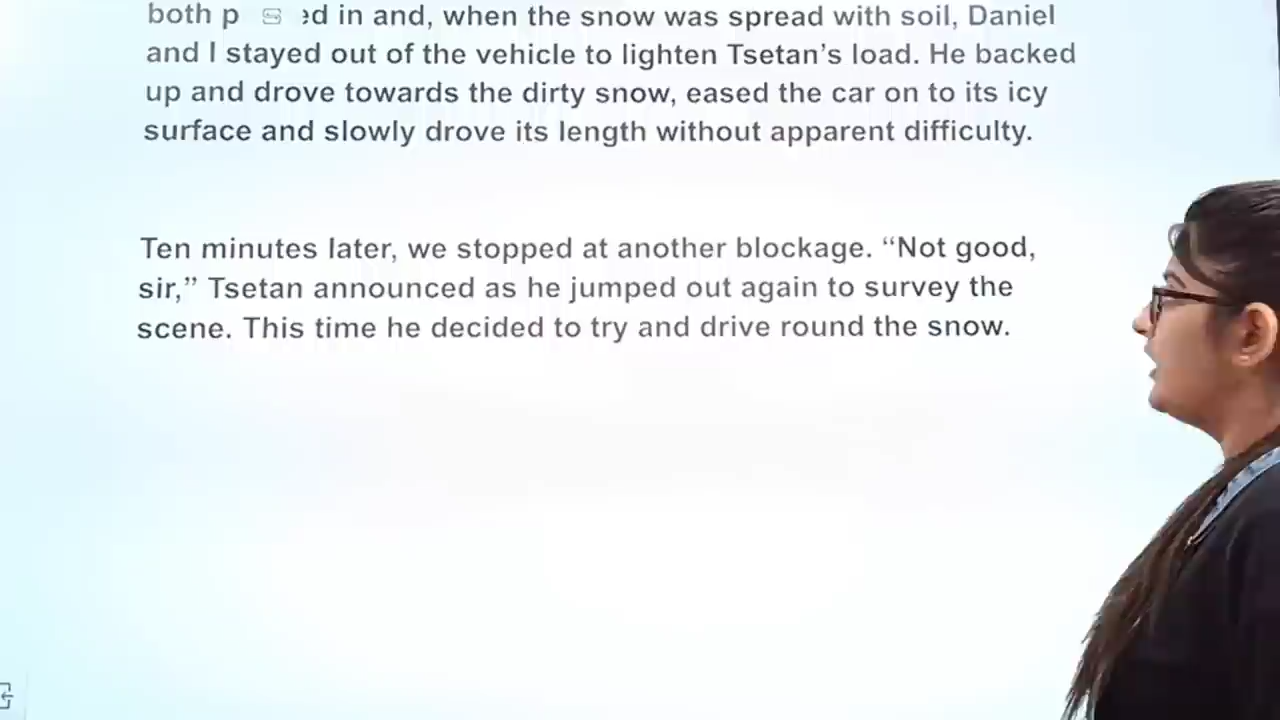 both p ed in and, when the snow was spread with soil, Daniel
and I stayed out of the vehicle to lighten Tsetan’s load. He backed
up and drove towards the dirty snow, eased the car on to its icy
surface and slowly drove its length without apparent difficulty.
Ten minutes later, we stopped at another blockage. “Not good,
sir,” Tsetan announced as he jumped out again to survey the
scene. This time he decided to try and drive round the snow.